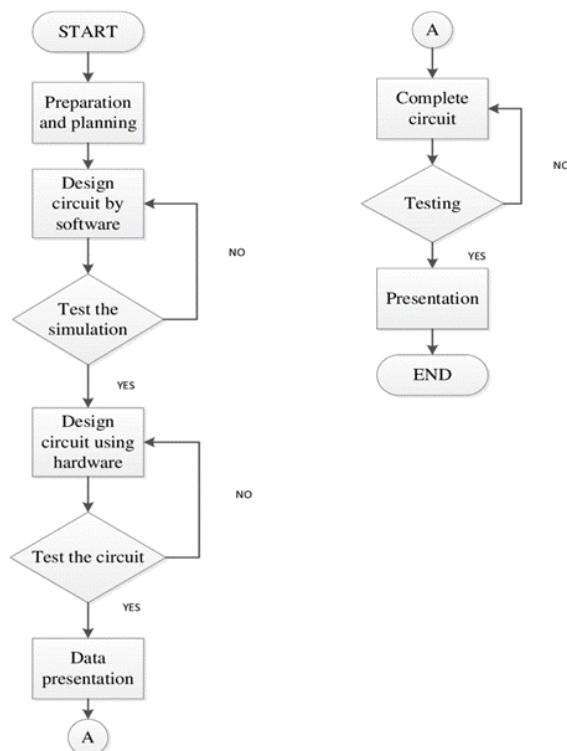 START
Preparation
and planning
Design
circuit by
software
NO
Test the
simulation
YES
Design
circuit using
hardware
NO
Test the circuit
YES
Data
presentation
A
A
Complete
circuit
NO
Testing
YES
Presentation
END